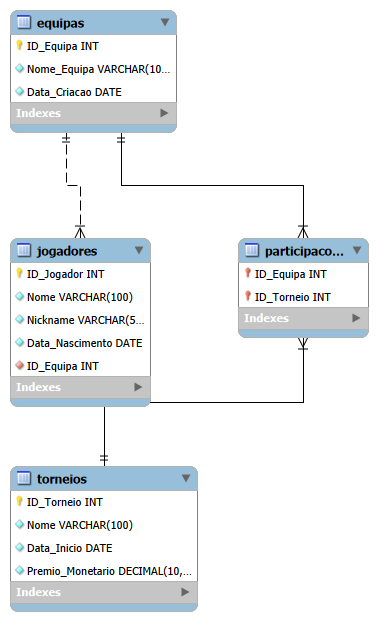 equipas
ID_Equipa INT
Nome_Equipa VARCHAR(10...
Data_Criacao DATE
Indexes
jogadores
ID_Jogador INT
Nome VARCHAR(100)
Nickname VARCHAR(5...
Data_Nascimento DATE
ID_Equipa INT
Indexes
participaco...
ID_Equipa INT
ID_Torneio INT
Indexes
torneios
ID_Torneio INT
Nome VARCHAR(100)
Data_Inicio DATE
Premio_Monetario DECIMAL(10,...
Indexes